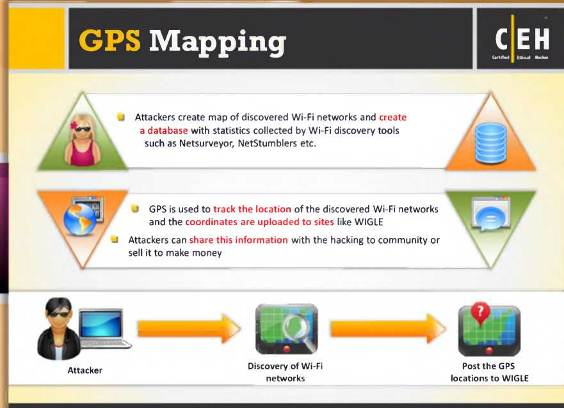 GPS Mapping
CEH
Certified Ethical Hacker
Attackers create map of discovered Wi-Fi networks and create
a database with statistics collected by Wi-Fi discovery tools
such as Netsurveyor, NetStumblers etc.
GPS is used to track the location of the discovered Wi-Fi networks
and the coordinates are uploaded to sites like WIGLE
Attackers can share this information with the hacking to community or
sell it to make money
?
Attacker
Discovery of Wi-Fi
networks
Post the GPS
locations to WIGLE